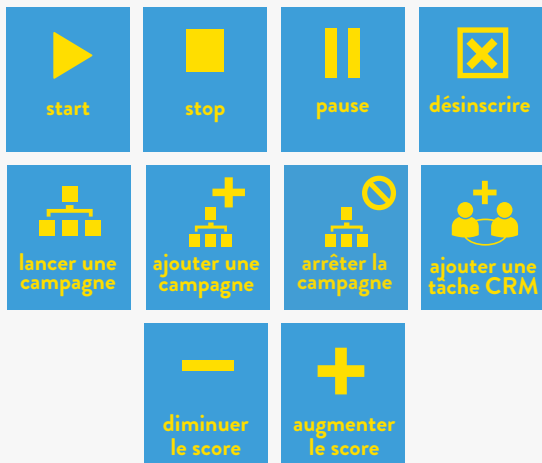 start
stop
pause
désinscrire
lancer une
campagne
ajouter une
campagne
arrêter la
campagne
ajouter une
tâche CRM
diminuer
le score
augmenter
le score